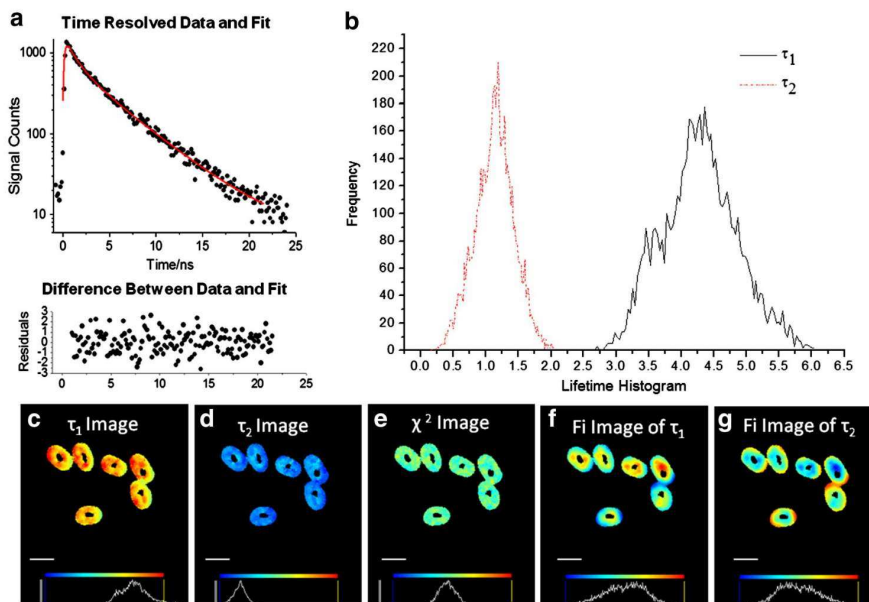 a
Time Resolved Data and Fit
Signal Counts
1000
100
10
0 5 10 15 20 25
Time/ns
Difference Between Data and Fit
Residuals
3
2
1
0
-1
-2
-3
0 5 10 15 20 25
b
τ1
τ2
Frequency
220
200
180
160
140
120
100
80
60
40
20
0
0.0 0.5 1.0 1.5 2.0 2.5 3.0 3.5 4.0 4.5 5.0 5.5 6.0 6.5
Lifetime Histogram
c
τ1 Image
d
τ2 Image
e
χ2 Image
f
Fi Image of τ1
g
Fi Image of τ2